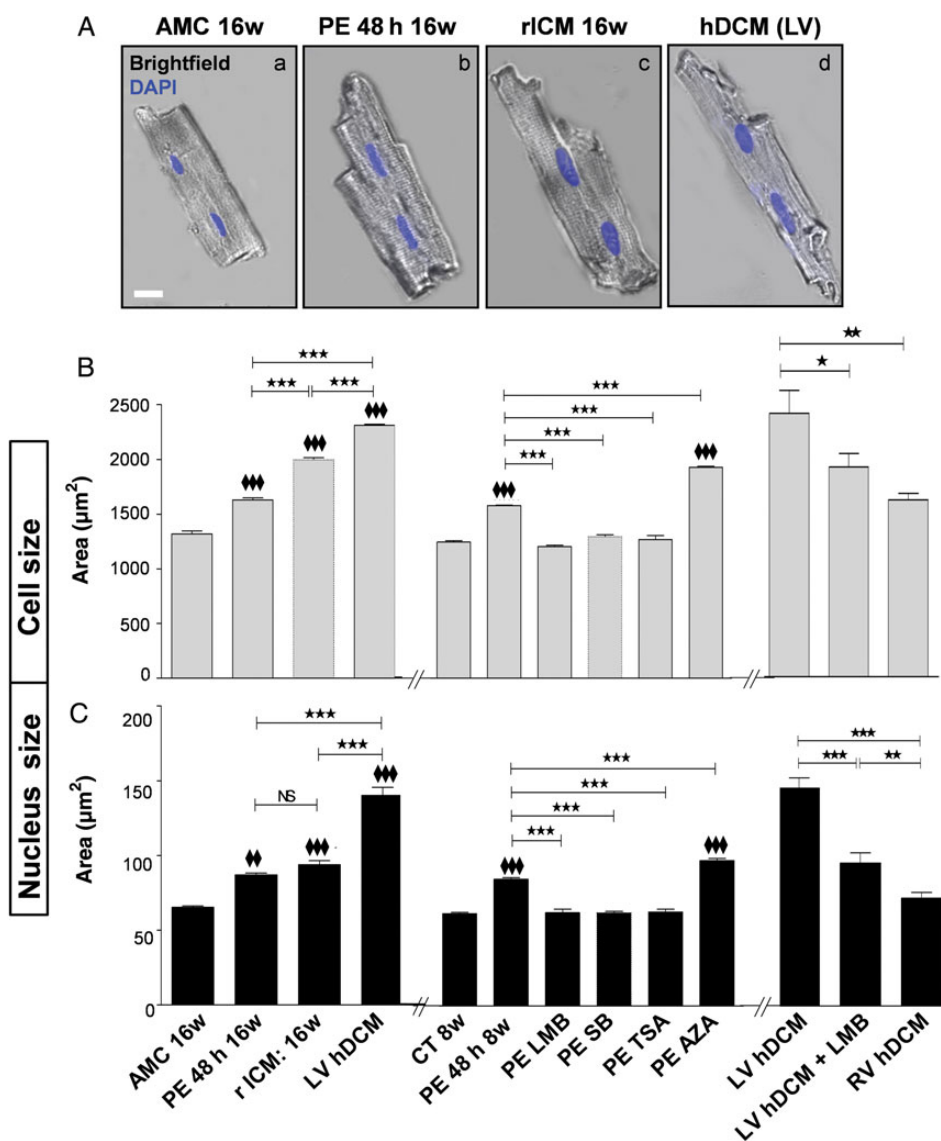 A
AMC 16w
PE 48 h 16w
rICM 16w
hDCM (LV)
Brightfield
DAPI
a
b
c
d
B
Cell size
Area (µm²)
2500
2000
1500
1000
500
0
★★★
★★★
★★★
♦♦♦
♦♦♦
♦♦♦
★★★
★★★
★★★
★★★
♦♦♦
♦♦♦
★★
★
C
Nucleus size
Area (µm²)
200
150
100
50
0
★★★
★★★
NS
♦♦
♦♦♦
♦♦♦
★★★
★★★
★★★
★★★
♦♦♦
♦♦♦
★★★
★★★
★★
AMC 16w
PE 48 h 16w
r ICM: 16w
LV hDCM
CT 8w
PE 48 h 8w
PE LMB
PE SB
PE TSA
PE AZA
LV hDCM
LV hDCM + LMB
RV hDCM